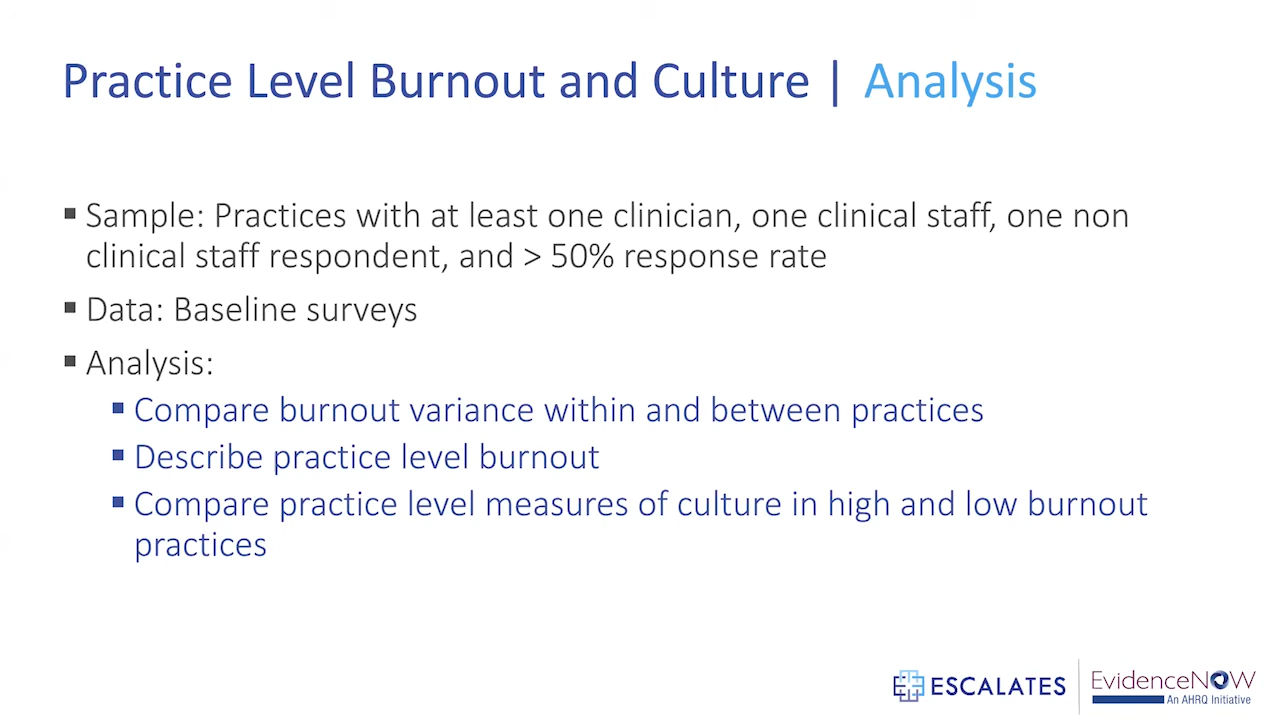 Practice Level Burnout and Culture | Analysis
▪ Sample: Practices with at least one clinician, one clinical staff, one non
clinical staff respondent, and > 50% response rate
▪ Data: Baseline surveys
▪ Analysis:
▪ Compare burnout variance within and between practices
▪ Describe practice level burnout
▪ Compare practice level measures of culture in high and low burnout
practices
ESCALATES
EvidenceNOW
An AHRQ Initiative